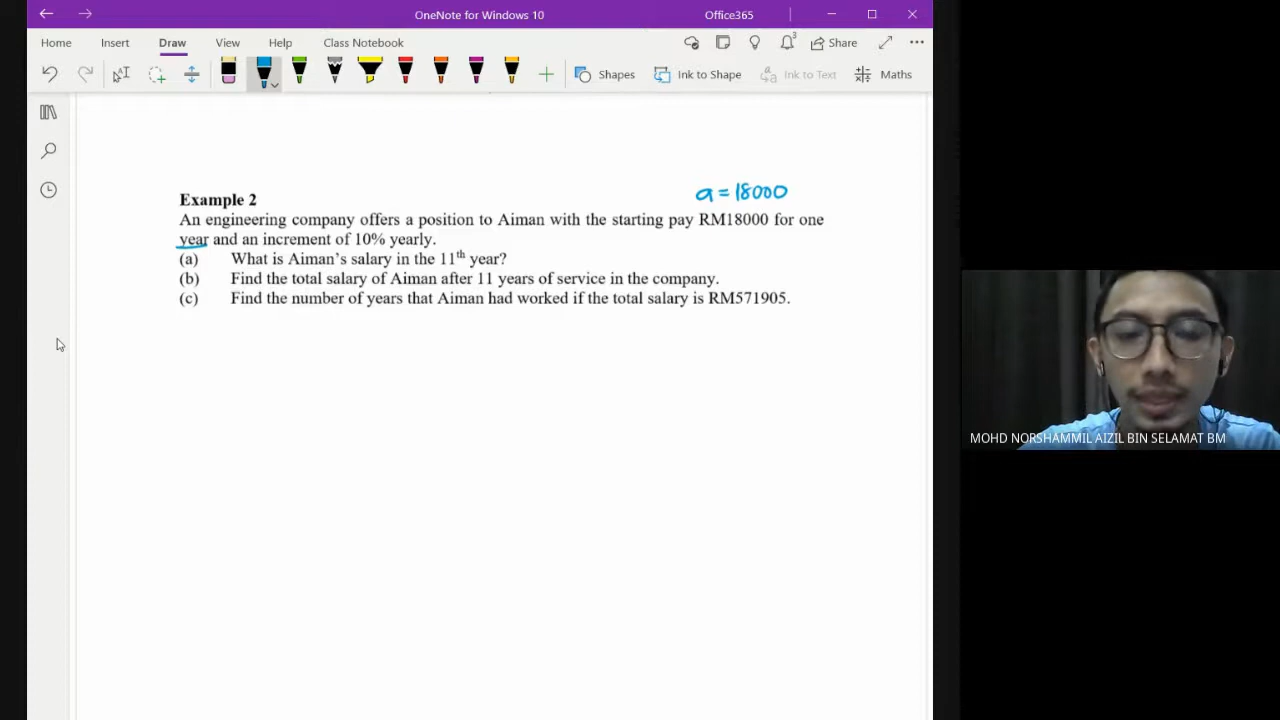 OneNote for Windows 10
Office365
Home
Insert
Draw
View
Help
Class Notebook
3
Share
Shapes
Ink to Shape
Ink to Text
Maths
a = 18000
Example 2
An engineering company offers a position to Aiman with the starting pay RM18000 for one
year and an increment of 10% yearly.
(a) What is Aiman's salary in the 11th year?
(b) Find the total salary of Aiman after 11 years of service in the company.
(c) Find the number of years that Aiman had worked if the total salary is RM571905.
MOHD NORSHAMMIL AIZIL BIN SELAMAT BM